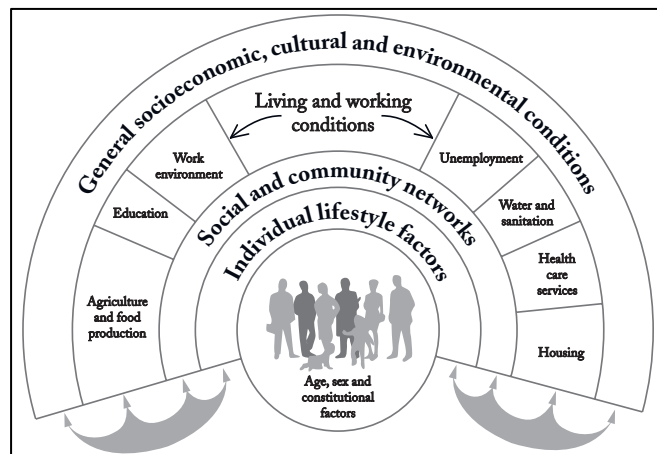 General socioeconomic, cultural and environmental conditions
Living and working
conditions
Work
environment
Unemployment
Education
Water and
sanitation
Agriculture
and food
production
Health
care
services
Housing
Social and community networks
Individual lifestyle factors
Age, sex and
constitutional
factors